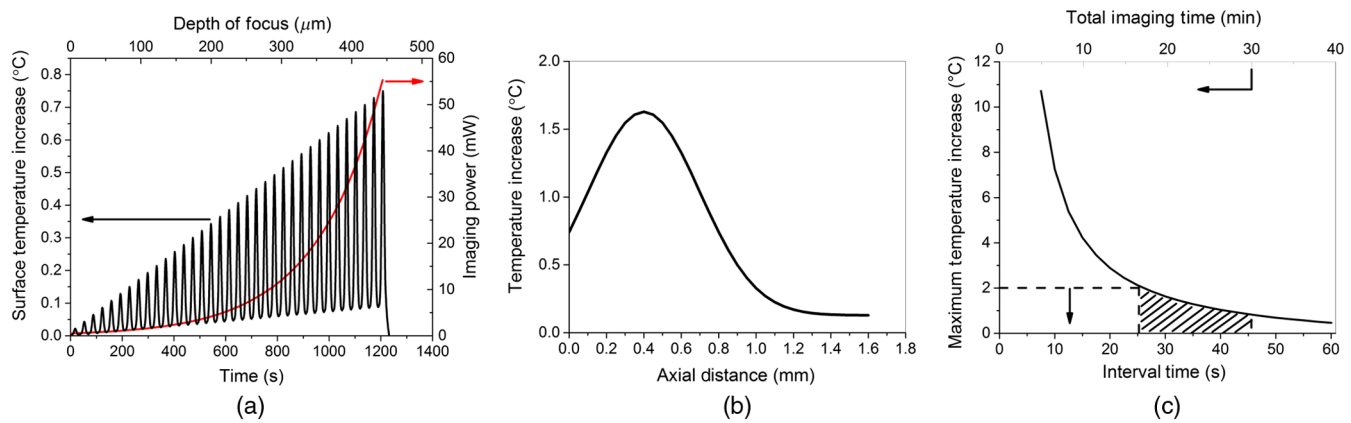 Depth of focus (μm)
0 100 200 300 400 500
Surface temperature increase (°C)
0.8
0.7
0.6
0.5
0.4
0.3
0.2
0.1
0.0
60
50
40
30
20
10
0
Imaging power (mW)
0 200 400 600 800 1000 1200 1400
Time (s)
(a)
Temperature increase (°C)
2.0
1.5
1.0
0.5
0.0
0.0 0.2 0.4 0.6 0.8 1.0 1.2 1.4 1.6 1.8
Axial distance (mm)
(b)
Total imaging time (min)
0 10 20 30 40
Maximum temperature increase (°C)
12
10
8
6
4
2
0
0 10 20 30 40 50 60
Interval time (s)
(c)